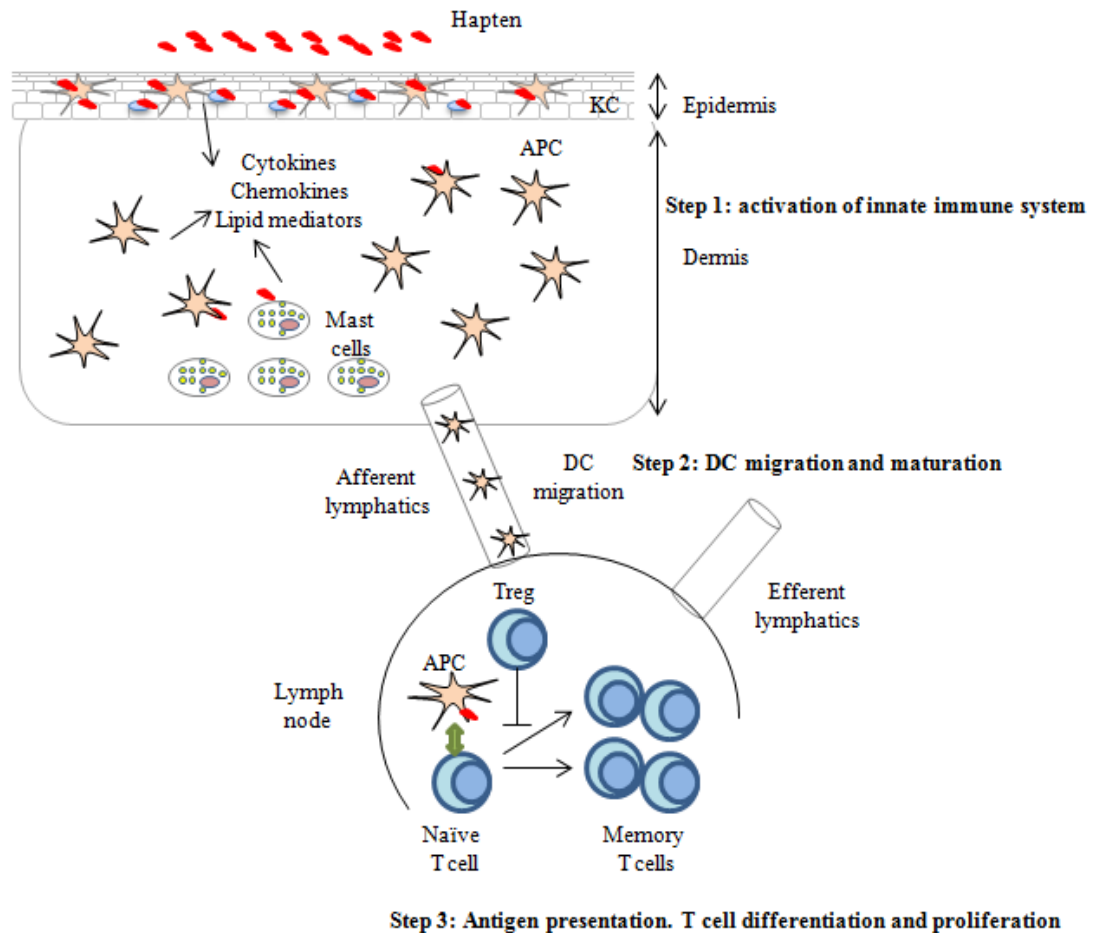 Hapten
KC
Epidermis
APC
Cytokines
Chemokines
Lipid mediators
Step 1: activation of innate immune system
Dermis
Mast
cells
Afferent
lymphatics
DC
migration
Step 2: DC migration and maturation
Efferent
lymphatics
Treg
APC
Lymph
node
Naïve
T cell
Memory
T cells
Step 3: Antigen presentation. T cell differentiation and proliferation